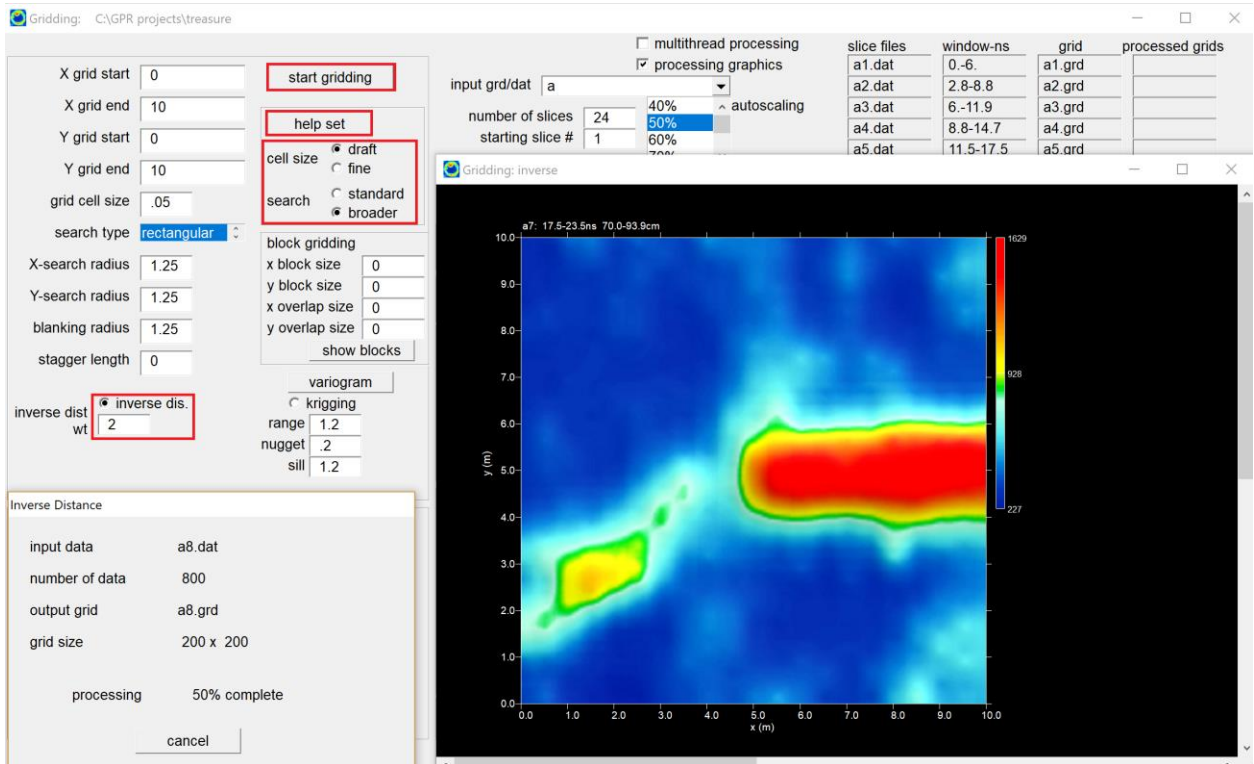 Gridding: C:\GPR projects\treasure
X grid start 0
X grid end 10
Y grid start 0
Y grid end 10
grid cell size .05
search type rectangular
X-search radius 1.25
Y-search radius 1.25
blanking radius 1.25
stagger length 0
inverse dist wt
inverse dis.
2
start gridding
help set
cell size
draft
fine
search
standard
broader
block gridding
x block size 0
y block size 0
x overlap size 0
y overlap size 0
show blocks
variogram
krigging
range 1.2
nugget .2
sill 1.2
multithread processing
processing graphics
input grd/dat a
number of slices 24
starting slice # 1
40%
50%
60%
autoscaling
slice files window-ns grid processed grids
a1.dat 0.-6. a1.grd
a2.dat 2.8-8.8 a2.grd
a3.dat 6.-11.9 a3.grd
a4.dat 8.8-14.7 a4.grd
a5.dat 11.5-17.5 a5.grd
Inverse Distance
input data a8.dat
number of data 800
output grid a8.grd
grid size 200 x 200
processing 50% complete
cancel
Gridding: inverse
a7: 17.5-23.5ns 70.0-93.9cm
10.0
9.0
8.0
7.0
6.0
5.0
4.0
3.0
2.0
1.0
0.0
y (m)
0.0 1.0 2.0 3.0 4.0 5.0 6.0 7.0 8.0 9.0 10.0
x (m)
1629
928
227